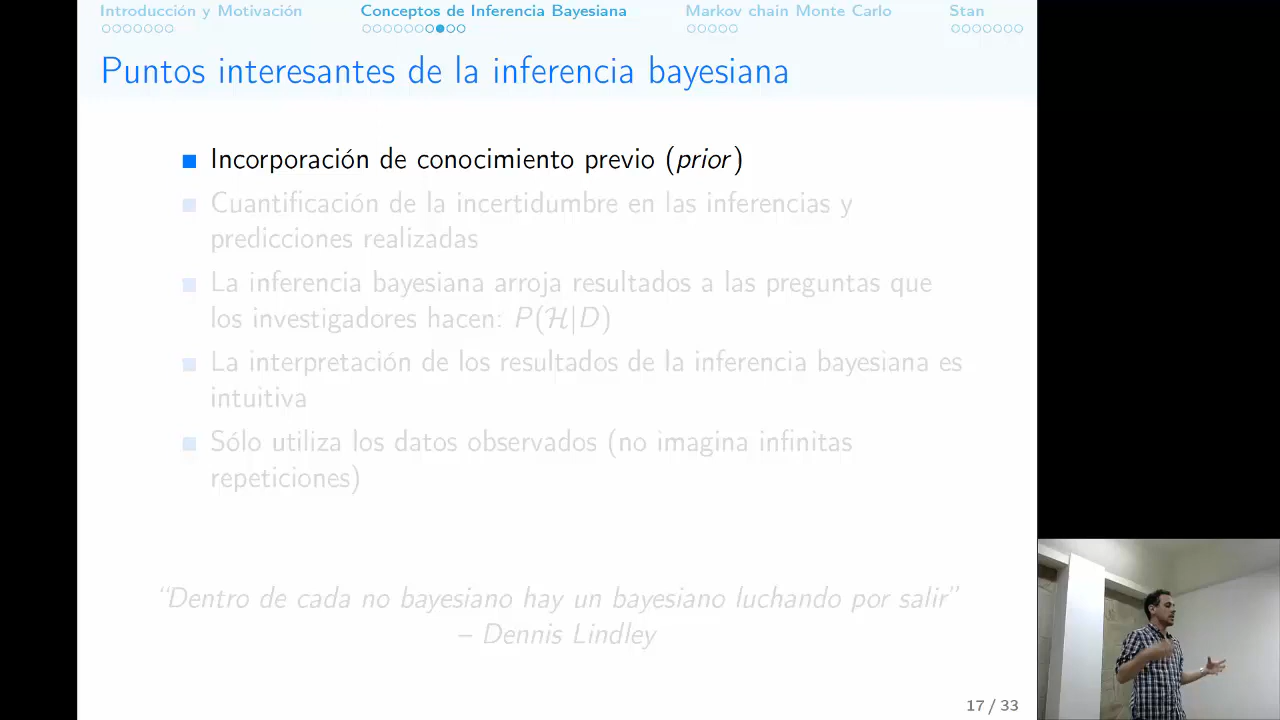 Introducción y Motivación Conceptos de Inferencia Bayesiana Markov chain Monte Carlo Stan
Puntos interesantes de la inferencia bayesiana
Incorporación de conocimiento previo (prior)
Cuantificación de la incertidumbre en las inferencias y
predicciones realizadas
La inferencia bayesiana arroja resultados a las preguntas que
los investigadores hacen: P(ℋ|D)
La interpretación de los resultados de la inferencia bayesiana es
intuitiva
Sólo utiliza los datos observados (no imagina infinitas
repeticiones)
“Dentro de cada no bayesiano hay un bayesiano luchando por salir”
– Dennis Lindley
17 / 33